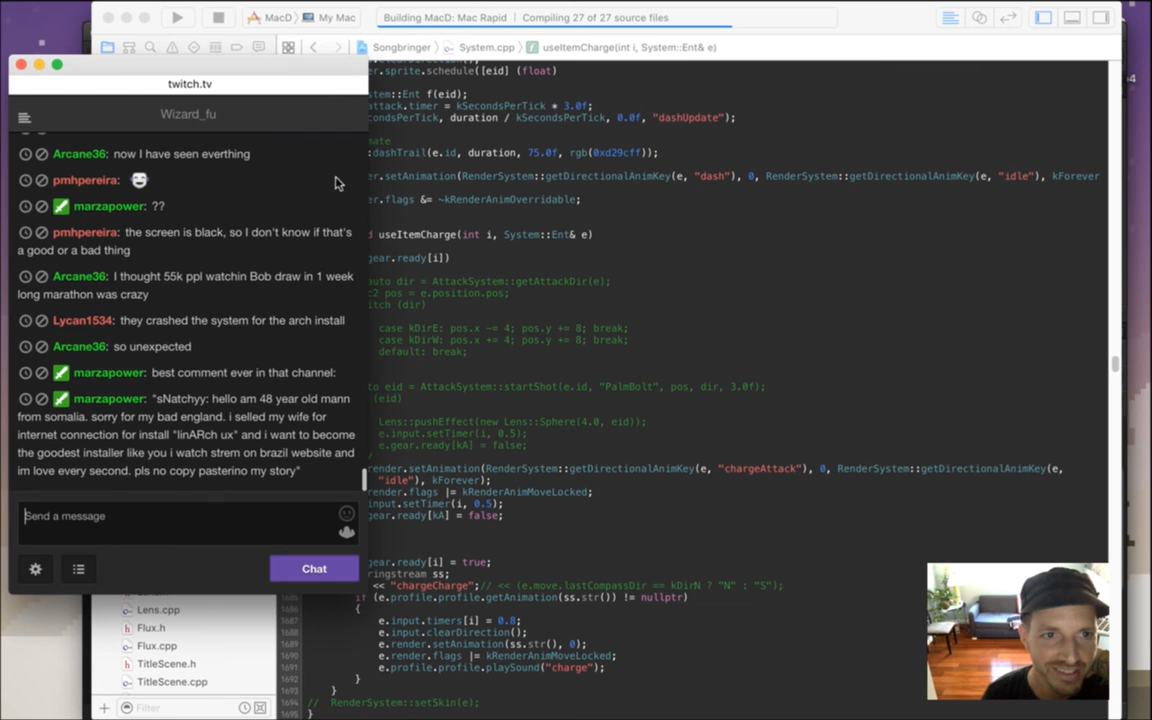 MacD
My Mac
Building MacD: Mac Rapid
Compiling 27 of 27 source files
Songbringer
System.cpp
useItemCharge(int i, System::Ent& e)
twitch.tv
Wizard_fu
Arcane36: now I have seen everthing
pmhpereira:
marzapower: ??
pmhpereira: the screen is black, so I don't know if that's
a good or a bad thing
Arcane36: I thought 55k ppl watchin Bob draw in 1 week
long marathon was crazy
Lycan1534: they crashed the system for the arch install
Arcane36: so unexpected
marzapower: best comment ever in that channel:
marzapower: "sNatchyy: hello am 48 year old mann
from somalia. sorry for my bad england. i selled my wife for
internet connection for install "linARch ux" and i want to become
the goodest installer like you i watch strem on brazil website and
im love every second. pls no copy pasterino my story"
Send a message
Chat
er.sprite.schedule([eid] (float)
stem::Ent f(eid);
attack.timer = kSecondsPerTick * 3.0f;
condsPerTick, duration / kSecondsPerTick, 0.0f, "dashUpdate");
mate
:dashTrail(e.id, duration, 75.0f, rgb(0xd29cff));
er.setAnimation(RenderSystem::getDirectionalAnimKey(e, "dash"), 0, RenderSystem::getDirectionalAnimKey(e, "idle"), kForever
er.flags &= ~kRenderAnimOverridable;
d useItemCharge(int i, System::Ent& e)
gear.ready[i])
auto dir = AttackSystem::getAttackDir(e);
c2 pos = e.position.pos;
itch (dir)
case kDirE: pos.x -= 4; pos.y += 8; break;
case kDirW: pos.x += 4; pos.y += 8; break;
default: break;
to eid = AttackSystem::startShot(e.id, "PalmBolt", pos, dir, 3.0f);
(eid)
Lens::pushEffect(new Lens::Sphere(4.0, eid));
e.input.setTimer(i, 0.5);
e.gear.ready[kA] = false;
render.setAnimation(RenderSystem::getDirectionalAnimKey(e, "chargeAttack"), 0, RenderSystem::getDirectionalAnimKey(e,
"idle"), kForever);
render.flags |= kRenderAnimMoveLocked;
input.setTimer(i, 0.5);
gear.ready[kA] = false;
gear.ready[i] = true;
ringstream ss;
<< "chargeCharge";// << (e.move.lastCompassDir == kDirN ? "N" : "S");
1685 if (e.profile.profile.getAnimation(ss.str()) != nullptr)
1686 {
1687 e.input.timers[i] = 0.8;
1688 e.input.clearDirection();
1689 e.render.setAnimation(ss.str(), 0);
1690 e.render.flags |= kRenderAnimMoveLocked;
1691 e.profile.profile.playSound("charge");
1692 }
1693 }
1694 // RenderSystem::setSkin(e);
1695 }
Lens.cpp
Flux.h
Flux.cpp
TitleScene.h
TitleScene.cpp
Filter